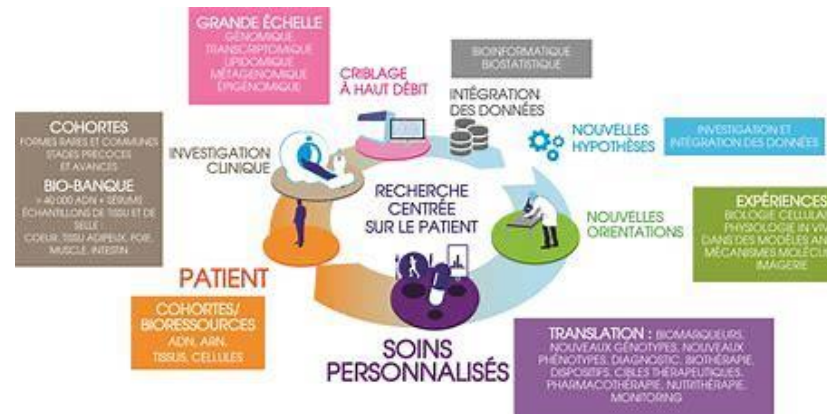 GRANDE ÉCHELLE
GÉNOMIQUE
TRANSCRIPTOMIQUE
LIPIDOMIQUE
MÉTAGENOMIQUE
ÉPIGÉNOMIQUE
CRIBLAGE
À HAUT DÉBIT
BIOINFORMATIQUE
BIOSTATISTIQUE
INTÉGRATION
DES DONNÉES
NOUVELLES
HYPOTHÈSES
INVESTIGATION ET
INTÉGRATION DES DONNÉES
COHORTES
FORMES RARES ET COMMUNES
STADES PRECOCES
ET AVANCES
BIO-BANQUE
> 40 000 ADN + SÉRUMS
ÉCHANTILLONS DE TISSU ET DE
SELLE
COEUR, TISSU ADIPEUX, FOIE,
MUSCLE, INTESTIN
INVESTIGATION
CLINIQUE
RECHERCHE
CENTRÉE
SUR LE PATIENT
NOUVELLES
ORIENTATIONS
EXPÉRIENCES
BIOLOGIE CELLULAI
PHYSIOLOGIE IN VIV
DANS DES MODÈLES AN
MÉCANISMES MOLÉCU
IMAGERIE
PATIENT
COHORTES/
BIORESSOURCES
ADN, ARN,
TISSUS, CELLULES
SOINS
PERSONNALISÉS
TRANSLATION : BIOMARQUEURS,
NOUVEAUX GÉNOTYPES, NOUVEAUX
PHÉNOTYPES, DIAGNOSTIC, BIOTHÉRAPIE,
DISPOSITIFS, CIBLES THERAPEUTIQUES,
PHARMACOTHÉRAPIE, NUTRITHÉRAPIE,
MONITORING